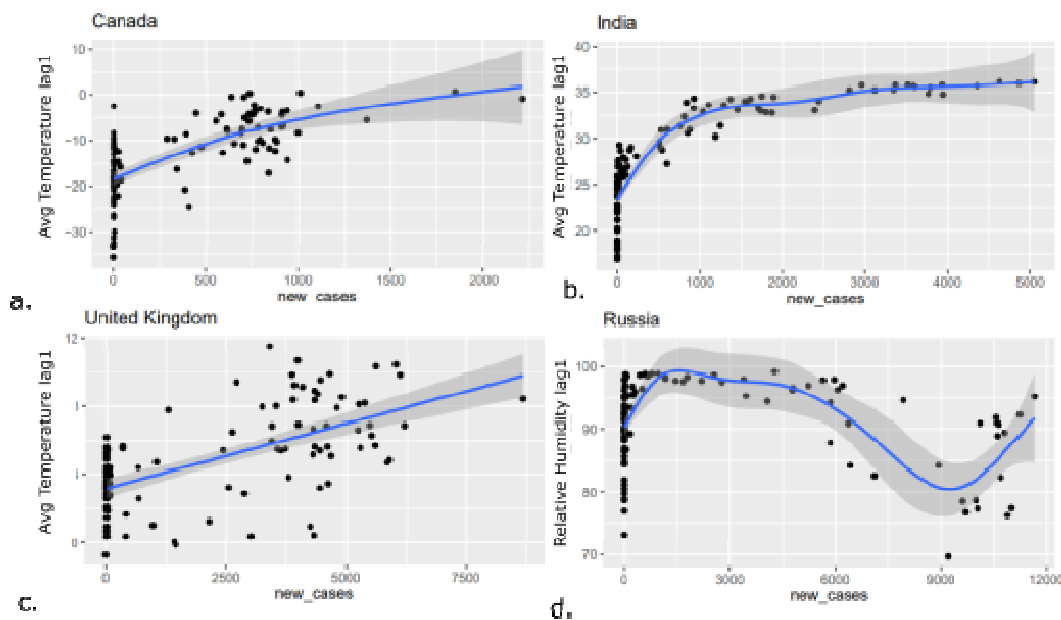 Canada
Avg Temperature lag1
10
0
-10
-20
-30
0 500 1000 1500 2000
new_cases
a.
India
Avg Temperature lag1
40
35
30
25
20
0 1000 2000 3000 4000 5000
new_cases
b.
United Kingdom
Avg Temperature lag1
12
0
0 2500 5000 7500
new_cases
c.
Russia
Relative Humidity lag1
100
90
80
70
0 3000 6000 9000 12000
new_cases
d.